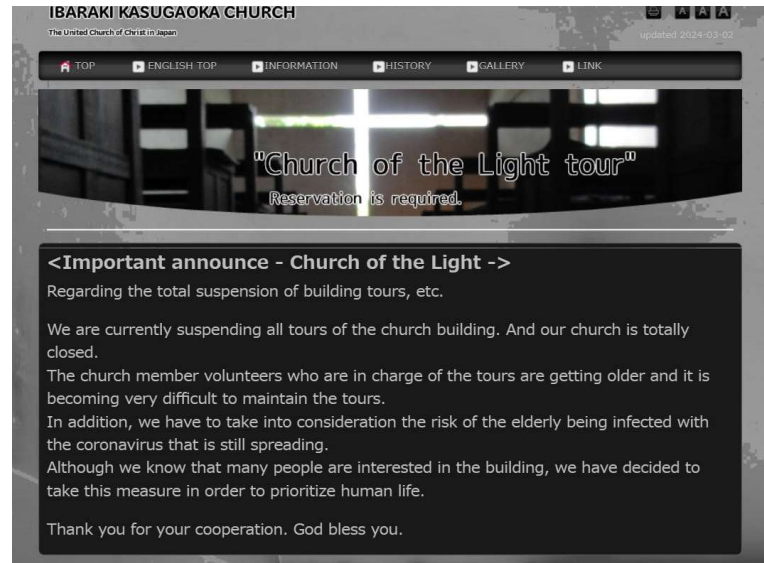 IBARAKI KASUGAOKA CHURCH
The United Church of Christ in Japan
A A A
updated 2024-03-02
TOP ENGLISH TOP INFORMATION HISTORY GALLERY LINK
"Church of the Light tour"
Reservation is required.
<Important announce - Church of the Light ->
Regarding the total suspension of building tours, etc.
We are currently suspending all tours of the church building. And our church is totally
closed.
The church member volunteers who are in charge of the tours are getting older and it is
becoming very difficult to maintain the tours.
In addition, we have to take into consideration the risk of the elderly being infected with
the coronavirus that is still spreading.
Although we know that many people are interested in the building, we have decided to
take this measure in order to prioritize human life.
Thank you for your cooperation. God bless you.